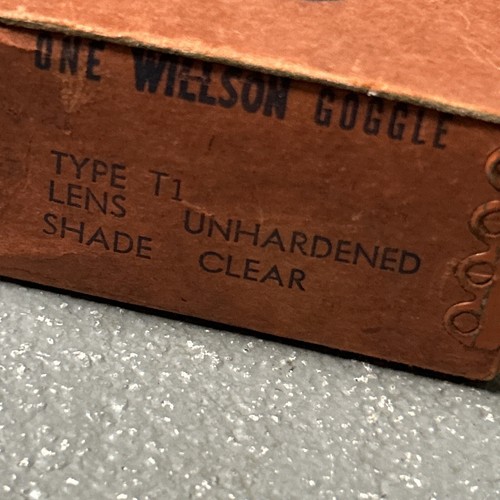 ONE WILLSON GOGGLE
TYPE T1
LENS UNHARDENED
SHADE CLEAR